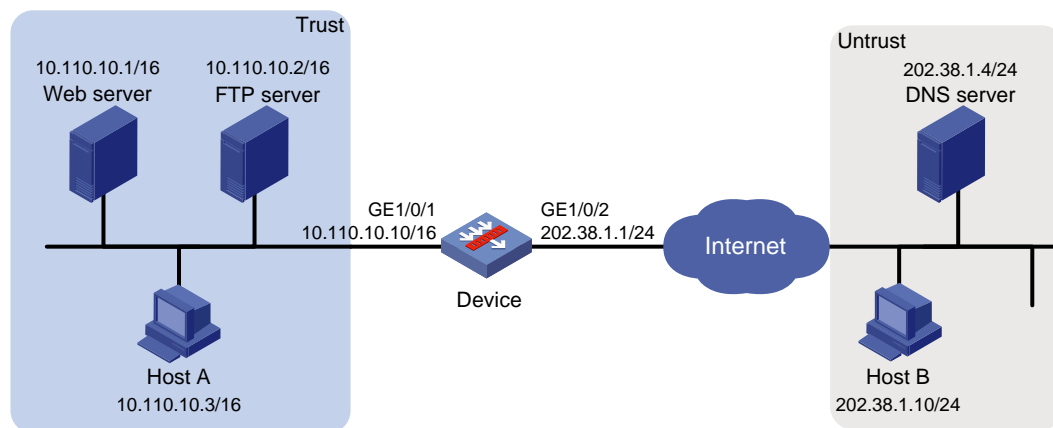 Trust
10.110.10.1/16
Web server
10.110.10.2/16
FTP server
GE1/0/1
10.110.10.10/16
Host A
10.110.10.3/16
Device
GE1/0/2
202.38.1.1/24
Internet
Untrust
202.38.1.4/24
DNS server
Host B
202.38.1.10/24